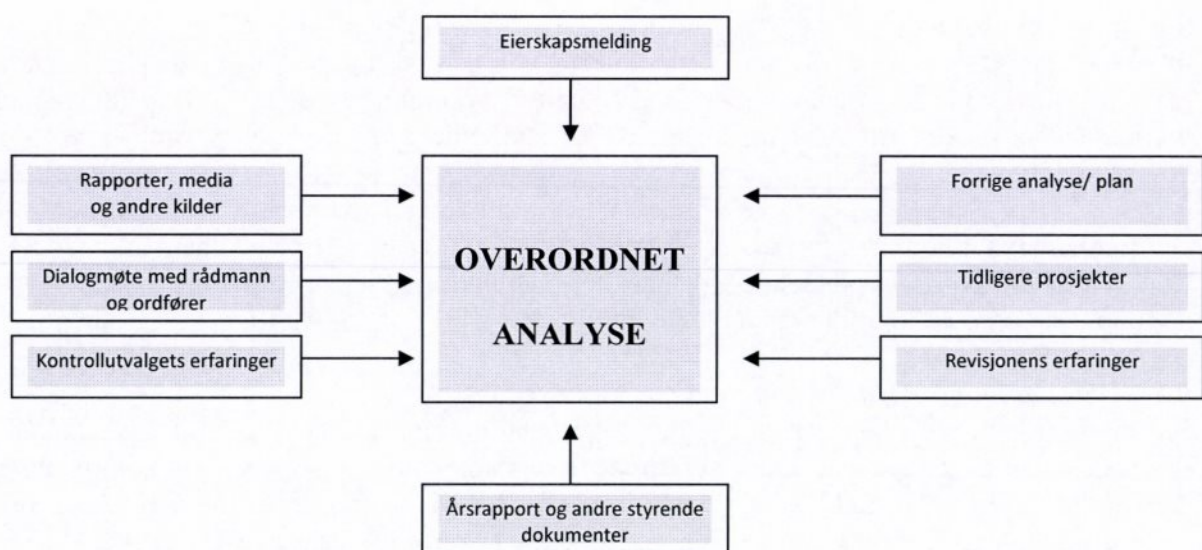 Eierskapsmelding
Rapporter, media
og andre kilder
Dialogmøte med rådmann
og ordfører
Kontrollutvalgets erfaringer
OVERORDNET
ANALYSE
Forrige analyse/ plan
Tidligere prosjekter
Revisjonens erfaringer
Årsrapport og andre styrende
dokumenter